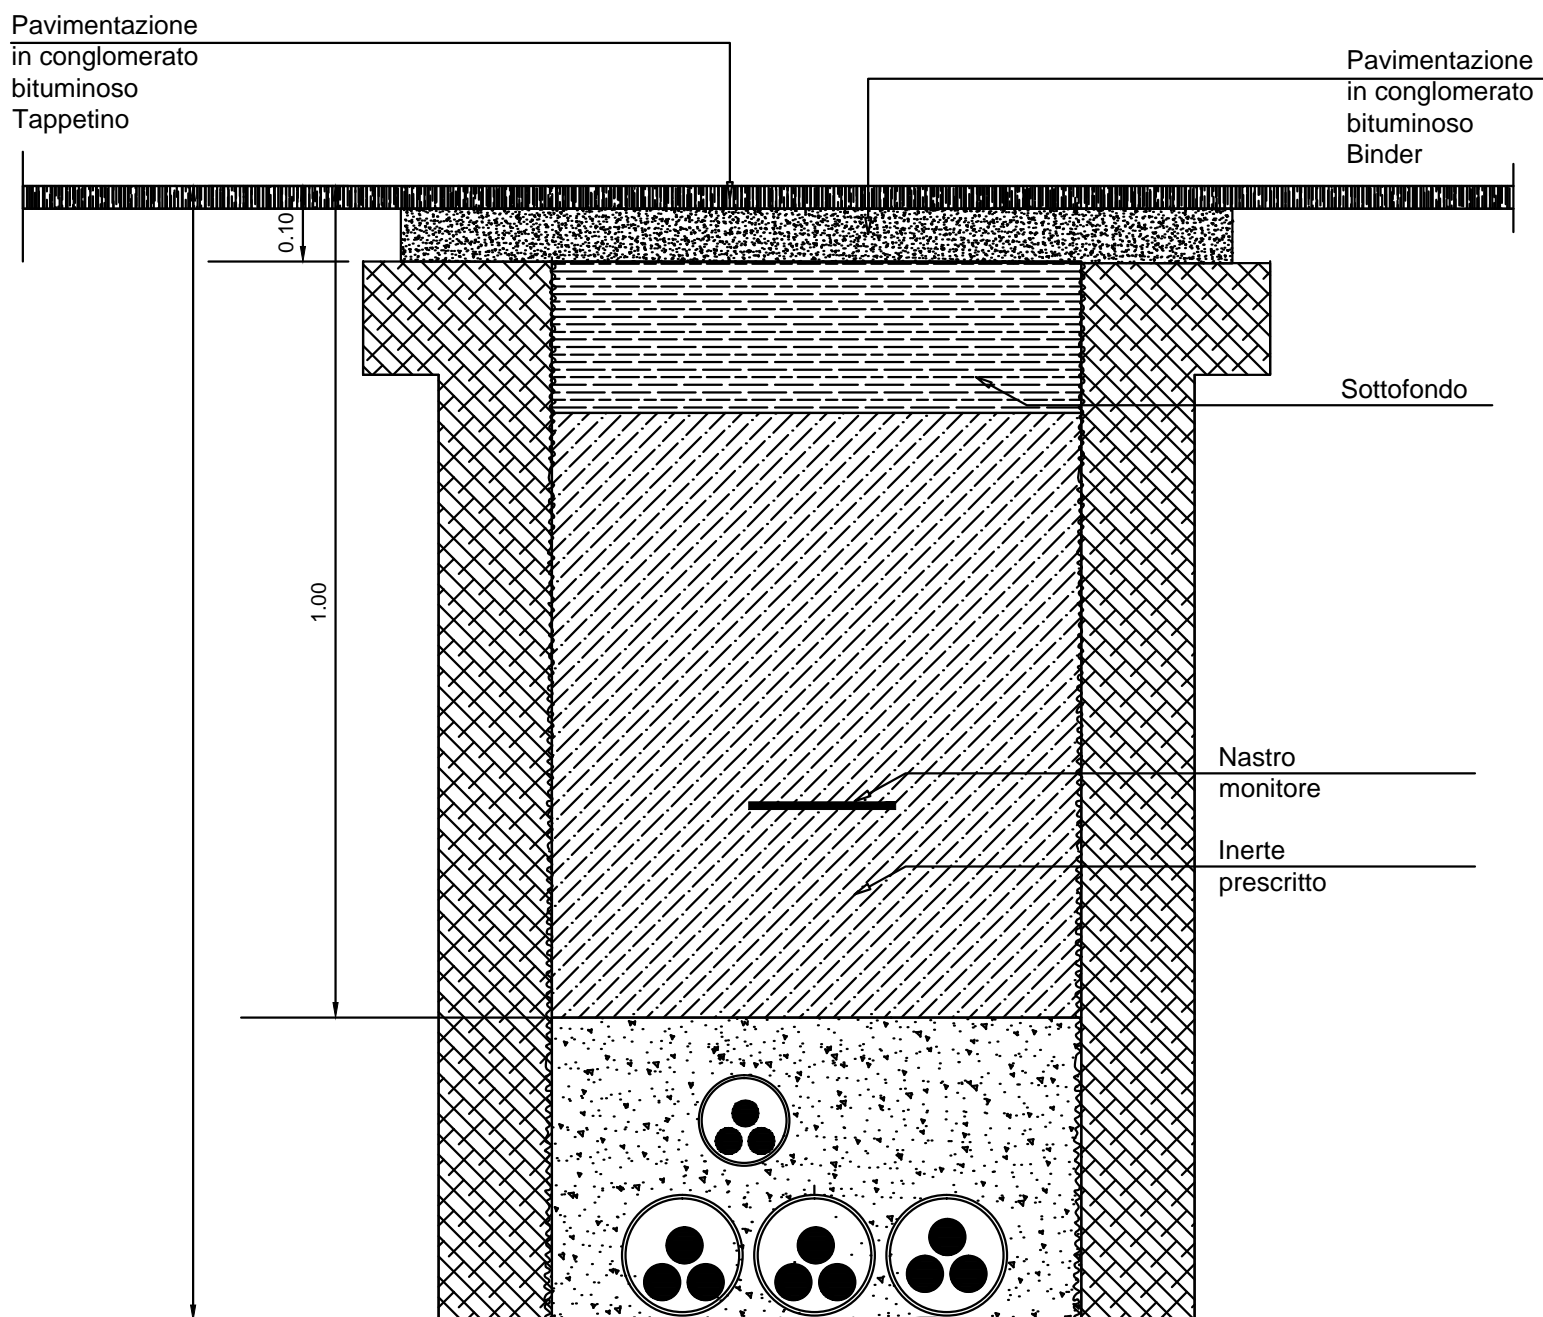 Pavimentazione
in conglomerato
bituminoso
Tappetino
Pavimentazione
in conglomerato
bituminoso
Binder
0.10
Sottofondo
1.00
Nastro
monitore
Inerte
prescritto